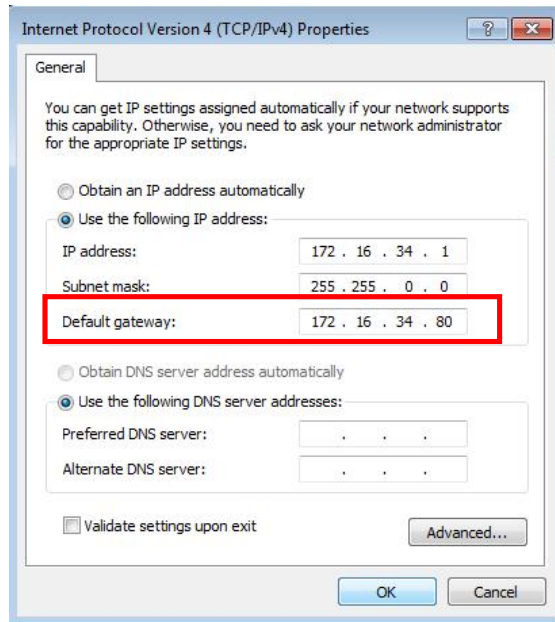 Internet Protocol Version 4 (TCP/IPv4) Properties
?
General
You can get IP settings assigned automatically if your network supports
this capability. Otherwise, you need to ask your network administrator
for the appropriate IP settings.
Obtain an IP address automatically
Use the following IP address:
IP address: 172 . 16 . 34 . 1
Subnet mask: 255 . 255 . 0 . 0
Default gateway: 172 . 16 . 34 . 80
Obtain DNS server address automatically
Use the following DNS server addresses:
Preferred DNS server: . . .
Alternate DNS server: . . .
Validate settings upon exit
Advanced...
OK Cancel